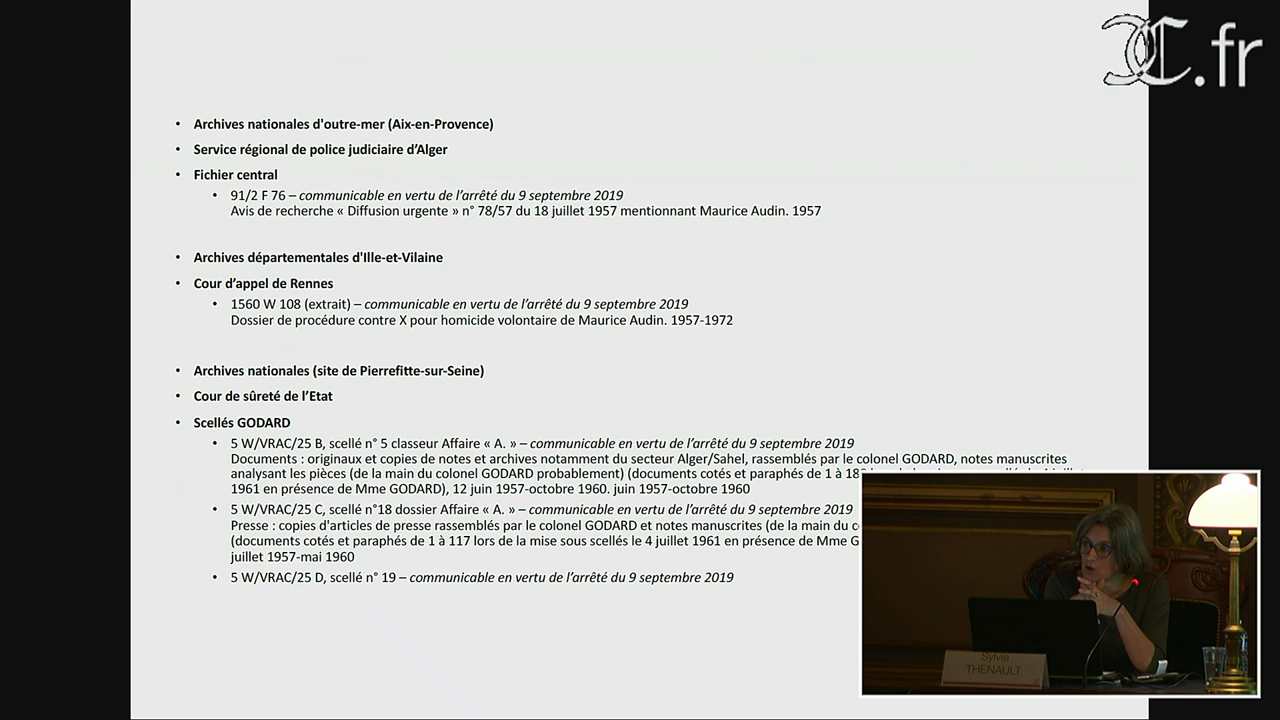 CC.fr
• Archives nationales d'outre-mer (Aix-en-Provence)
• Service régional de police judiciaire d’Alger
• Fichier central
• 91/2 F 76 – communicable en vertu de l’arrêté du 9 septembre 2019
Avis de recherche « Diffusion urgente » n° 78/57 du 18 juillet 1957 mentionnant Maurice Audin. 1957
• Archives départementales d'Ille-et-Vilaine
• Cour d’appel de Rennes
• 1560 W 108 (extrait) – communicable en vertu de l’arrêté du 9 septembre 2019
Dossier de procédure contre X pour homicide volontaire de Maurice Audin. 1957-1972
• Archives nationales (site de Pierrefitte-sur-Seine)
• Cour de sûreté de l’Etat
• Scellés GODARD
• 5 W/VRAC/25 B, scellé n° 5 classeur Affaire « A. » – communicable en vertu de l’arrêté du 9 septembre 2019
Documents : originaux et copies de notes et archives notamment du secteur Alger/Sahel, rassemblés par le colonel GODARD, notes manuscrites
analysant les pièces (de la main du colonel GODARD probablement) (documents cotés et paraphés de 1 à
1961 en présence de Mme GODARD), 12 juin 1957-octobre 1960. juin 1957-octobre 1960
• 5 W/VRAC/25 C, scellé n°18 dossier Affaire « A. » – communicable en vertu de l’arrêté du 9 septembre 2019
Presse : copies d'articles de presse rassemblés par le colonel GODARD et notes manuscrites (de la main du
(documents cotés et paraphés de 1 à 117 lors de la mise sous scellés le 4 juillet 1961 en présence de Mme
juillet 1957-mai 1960
• 5 W/VRAC/25 D, scellé n° 19 – communicable en vertu de l’arrêté du 9 septembre 2019
Sylvie
THENAULT